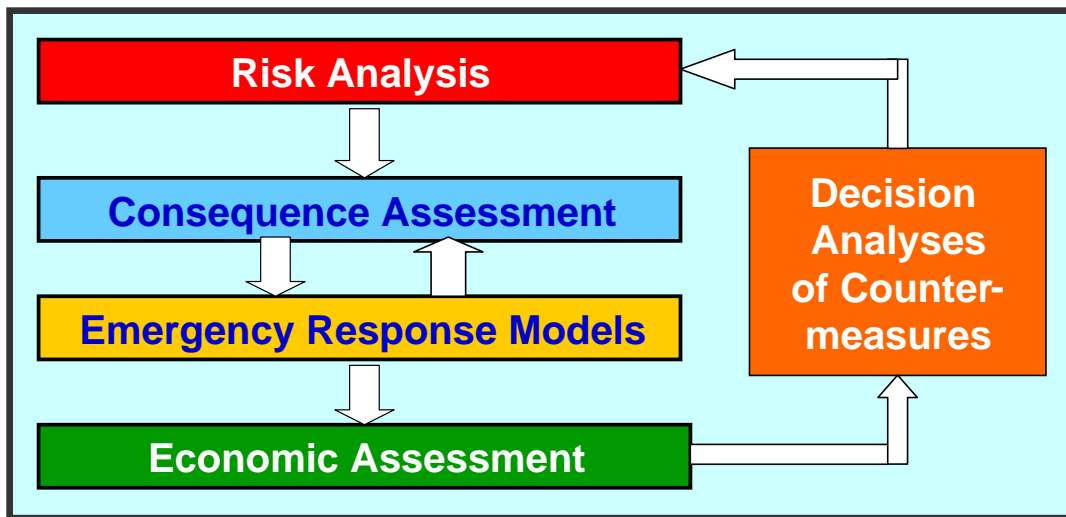 Risk Analysis
Consequence Assessment
Emergency Response Models
Economic Assessment
Decision
Analyses
of Counter-
measures